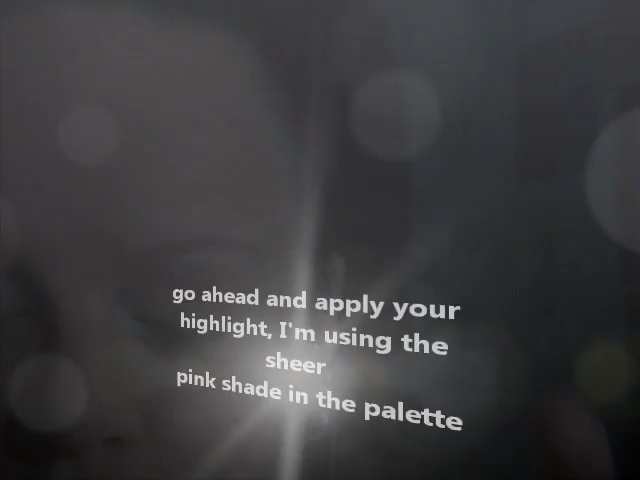 go ahead and apply your
highlight, I'm using the
sheer
pink shade in the palette